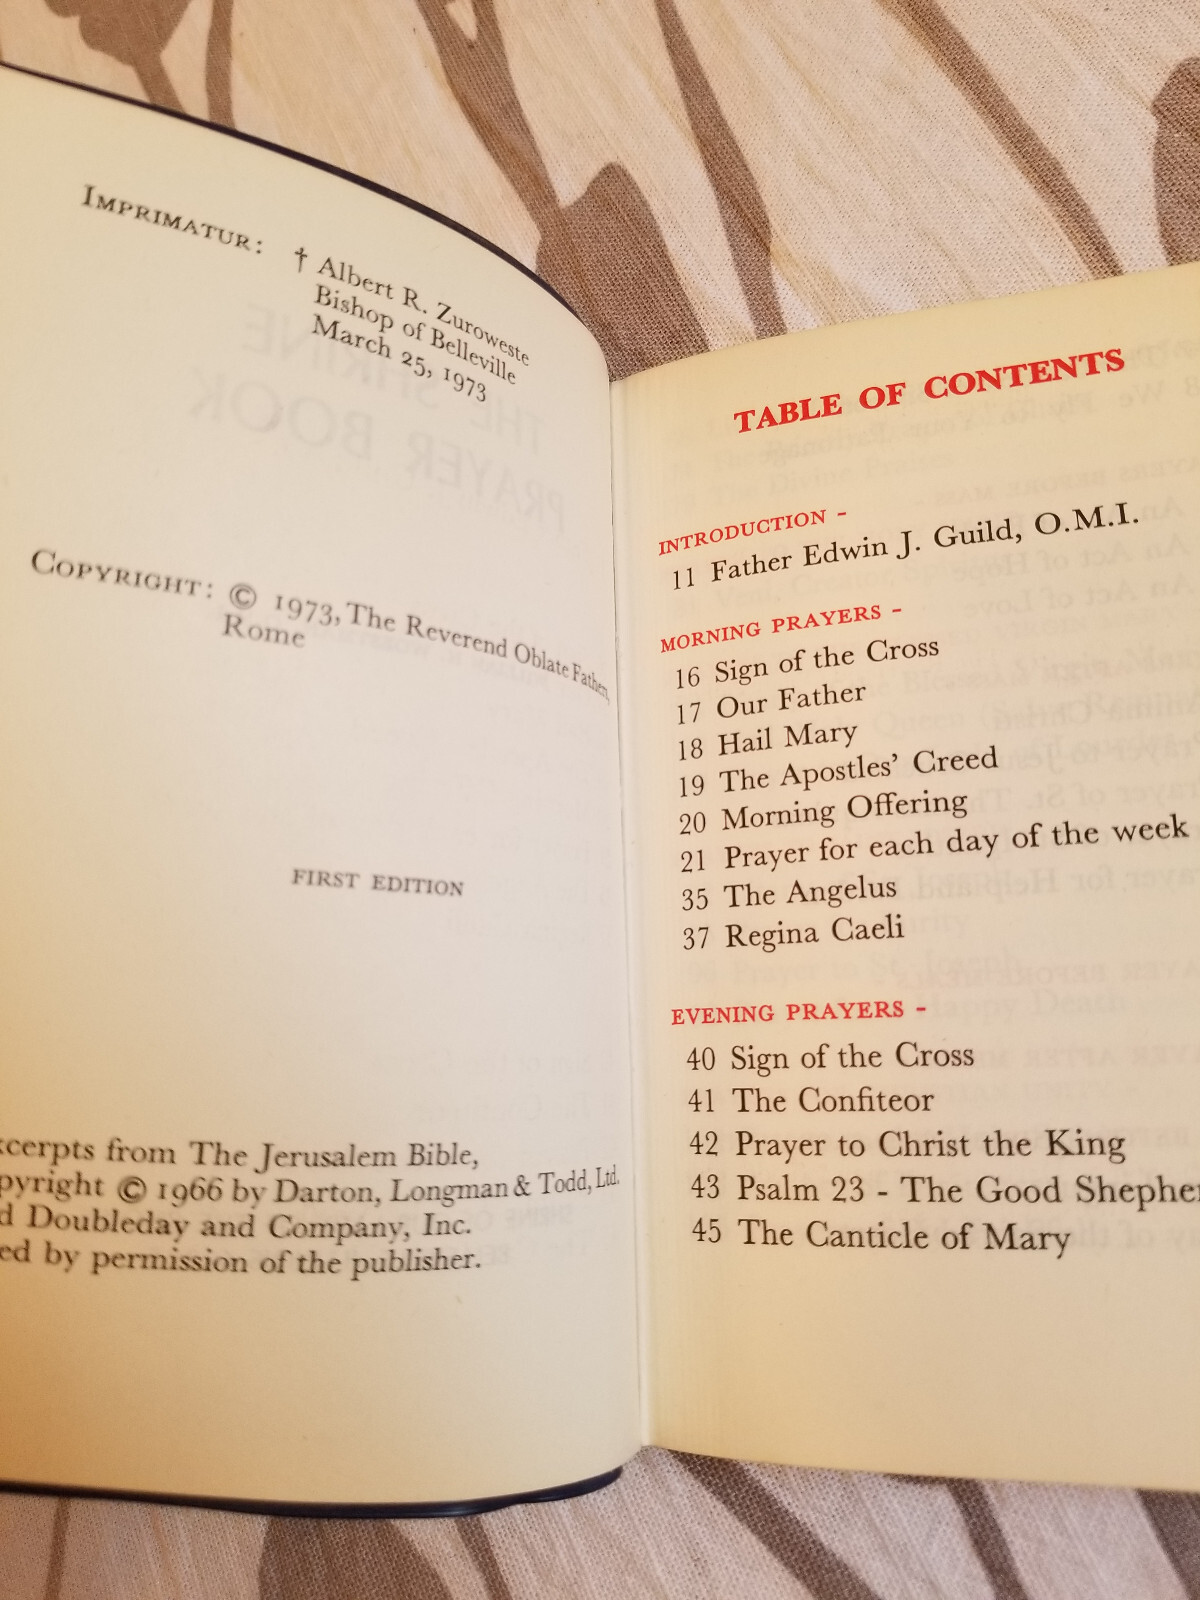 IMPRIMATUR: † Albert R. Zuroweste
Bishop of Belleville
March 25, 1973
COPYRIGHT: © 1973, The Reverend Oblate Fathers,
Rome
FIRST EDITION
The Jerusalem Bible,
© 1966 by Darton, Longman & Todd, Ltd.
Doubleday and Company, Inc.
by permission of the publisher.
TABLE OF CONTENTS
INTRODUCTION -
11 Father Edwin J. Guild, O.M.I.
MORNING PRAYERS -
16 Sign of the Cross
17 Our Father
18 Hail Mary
19 The Apostles' Creed
20 Morning Offering
21 Prayer for each day of the week
35 The Angelus
37 Regina Caeli
EVENING PRAYERS -
40 Sign of the Cross
41 The Confiteor
42 Prayer to Christ the King
43 Psalm 23 - The Good
45 The Canticle of Mary